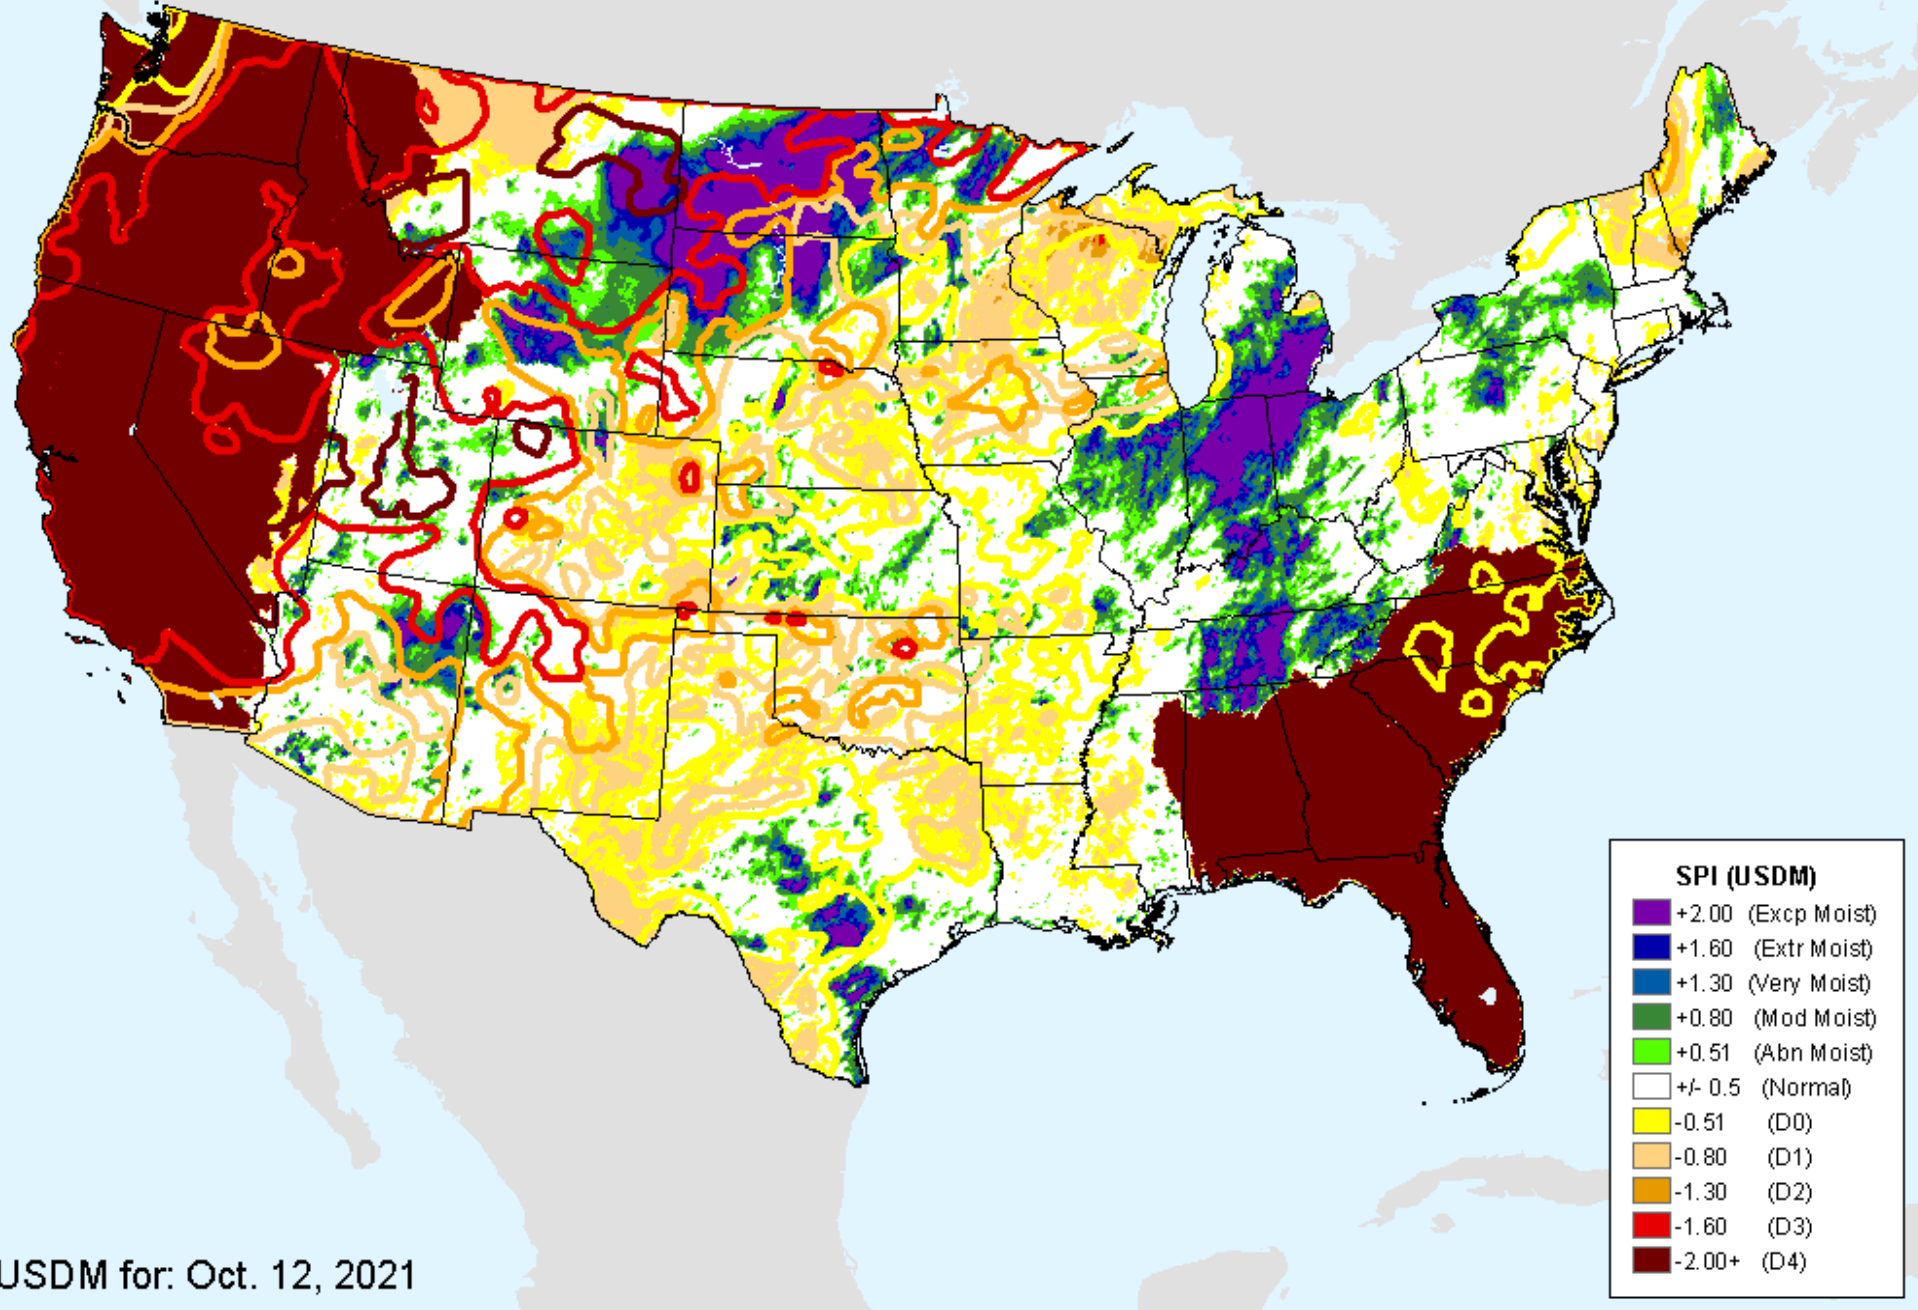 SPI (USDM)
+2.00 (Excp Moist)
+1.60 (Extr Moist)
+1.30 (Very Moist)
+0.80 (Mod Moist)
+0.51 (Abn Moist)
+/- 0.5 (Normal)
-0.51 (D0)
-0.80 (D1)
-1.30 (D2)
-1.60 (D3)
-2.00+ (D4)
USDM for: Oct. 12, 2021